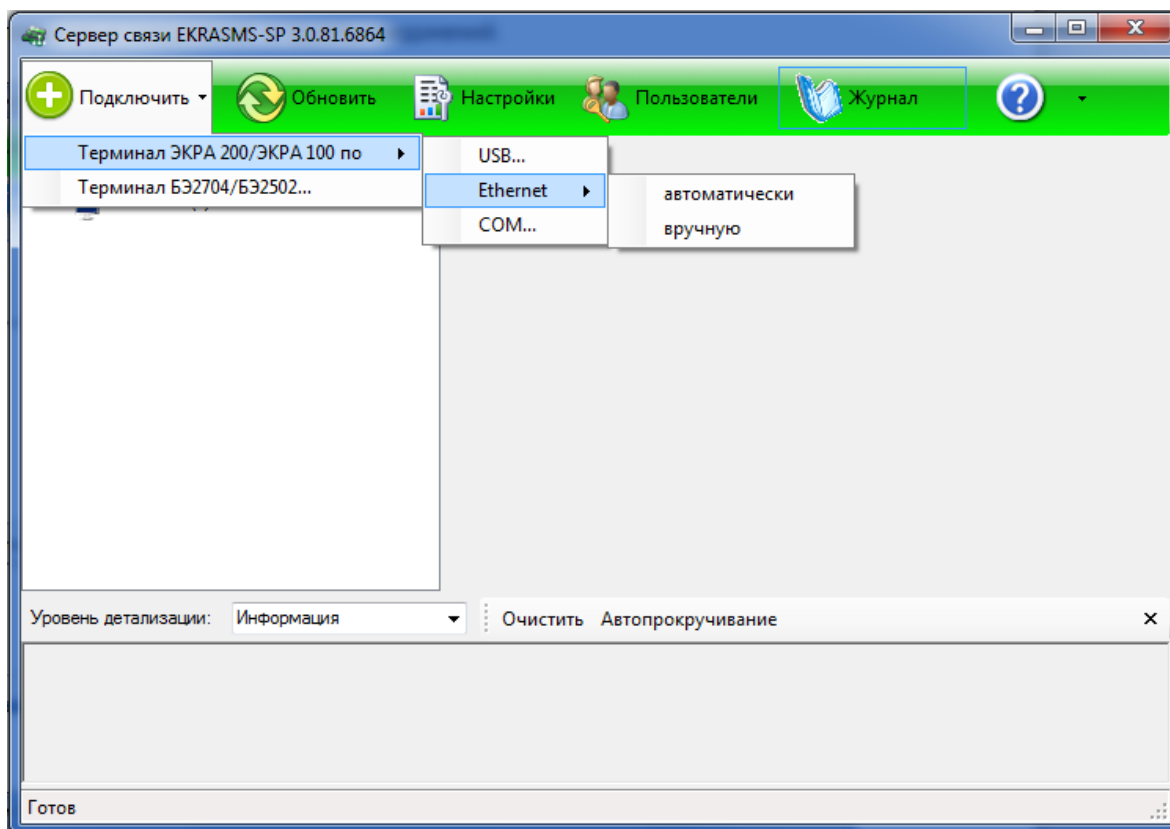 Сервер связи EKRASMS-SP 3.0.81.6864
Подключить Обновить Настройки Пользователи Журнал ?
Терминал ЭКРА 200/ЭКРА 100 по
Терминал БЭ2704/БЭ2502...
USB...
Ethernet
COM...
автоматически
вручную
Уровень детализации: Информация Очистить Автопрокручивание
Готов